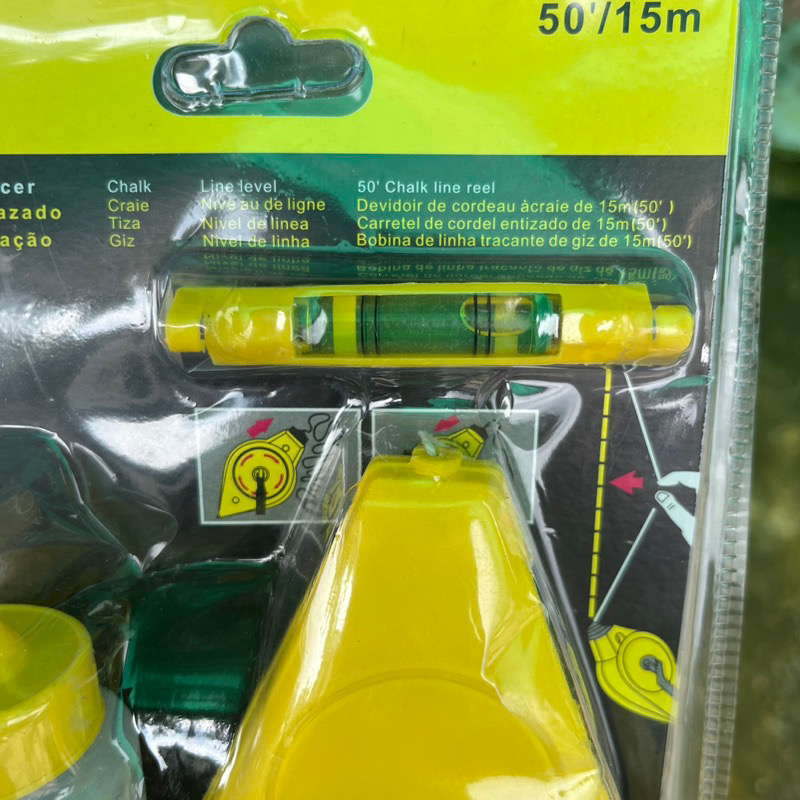 50'/15m
cer
azado
ação
Chalk
Craie
Tiza
Giz
Line level
Niveau de ligne
Nivel de linea
Nivel de linha
50' Chalk line reel
Devidoir de cordeau àcraie de 15m(50' )
Carretel de cordel entizado de 15m(50')
Bobina de linha tracante de giz de 15m(50')